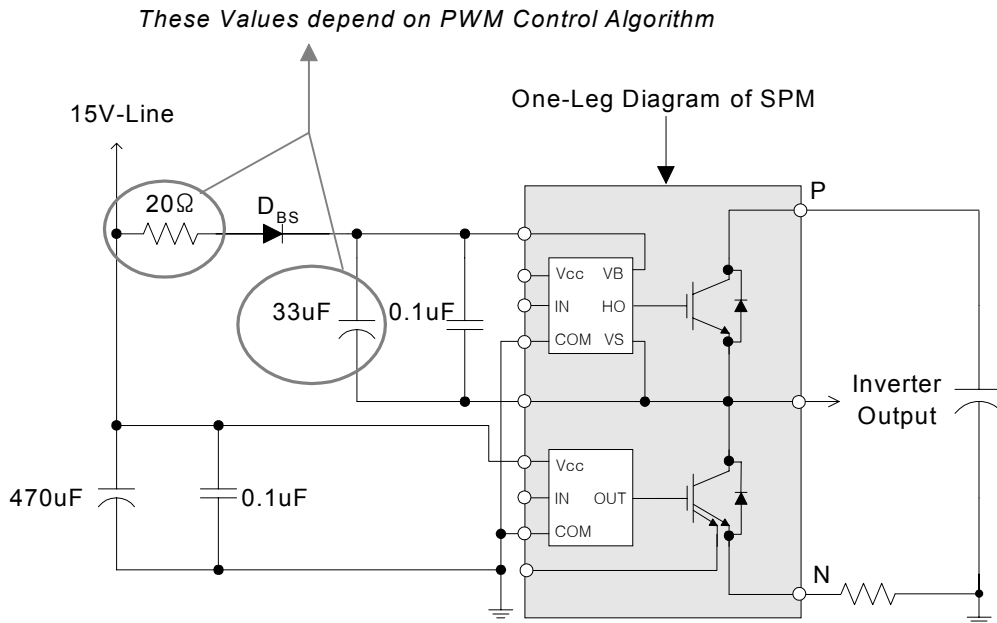 These Values depend on PWM Control Algorithm
One-Leg Diagram of SPM
15V-Line
P
20Ω
DBS
Vcc VB
33uF
0.1uF
IN HO
COM VS
Inverter
Output
Vcc
470uF
0.1uF
IN OUT
COM
N